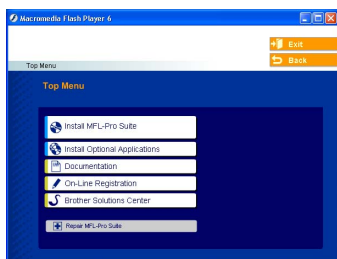 Macromedia Flash Player 6
Exit
Back
Top Menu
Top Menu
Install MFL-Pro Suite
Install Optional Applications
Documentation
On-Line Registration
Brother Solutions Center
Repair MFL-Pro Suite